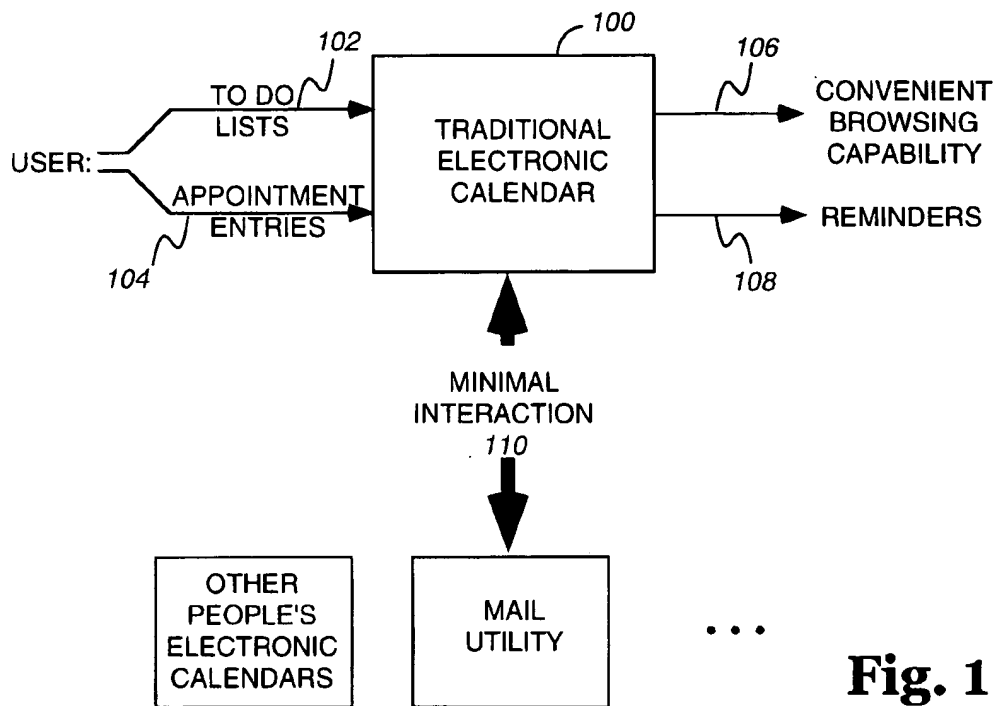 100
102
106
TO DO
LISTS
CONVENIENT
BROWSING
CAPABILITY
TRADITIONAL
ELECTRONIC
CALENDAR
USER:
APPOINTMENT
ENTRIES
REMINDERS
104
108
MINIMAL
INTERACTION
110
OTHER
PEOPLE'S
ELECTRONIC
CALENDARS
MAIL
UTILITY
• • •
Fig. 1